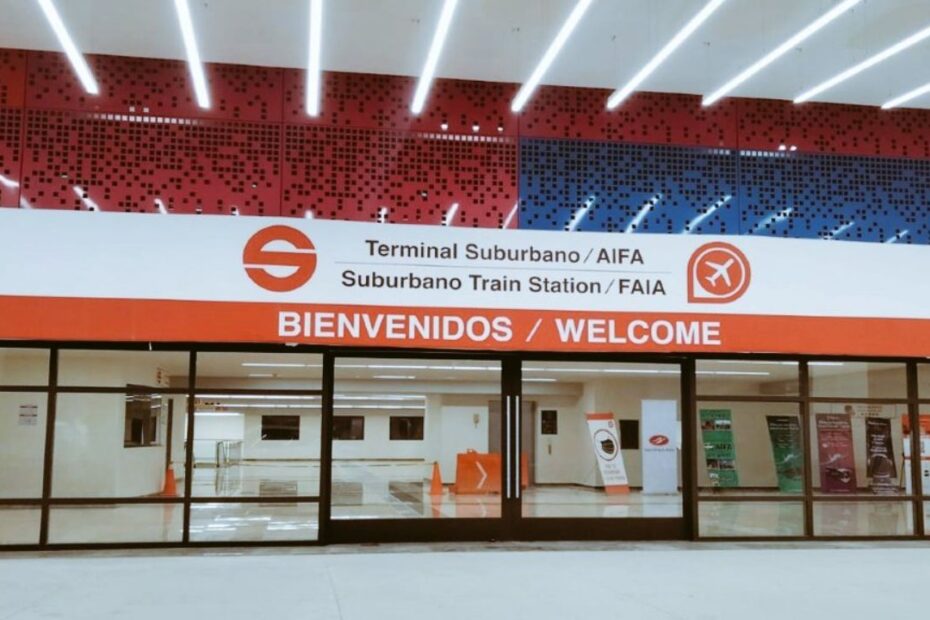 Terminal Suburbano / AIFA
Suburbano Train Station / FAIA
BIENVENIDOS / WELCOME